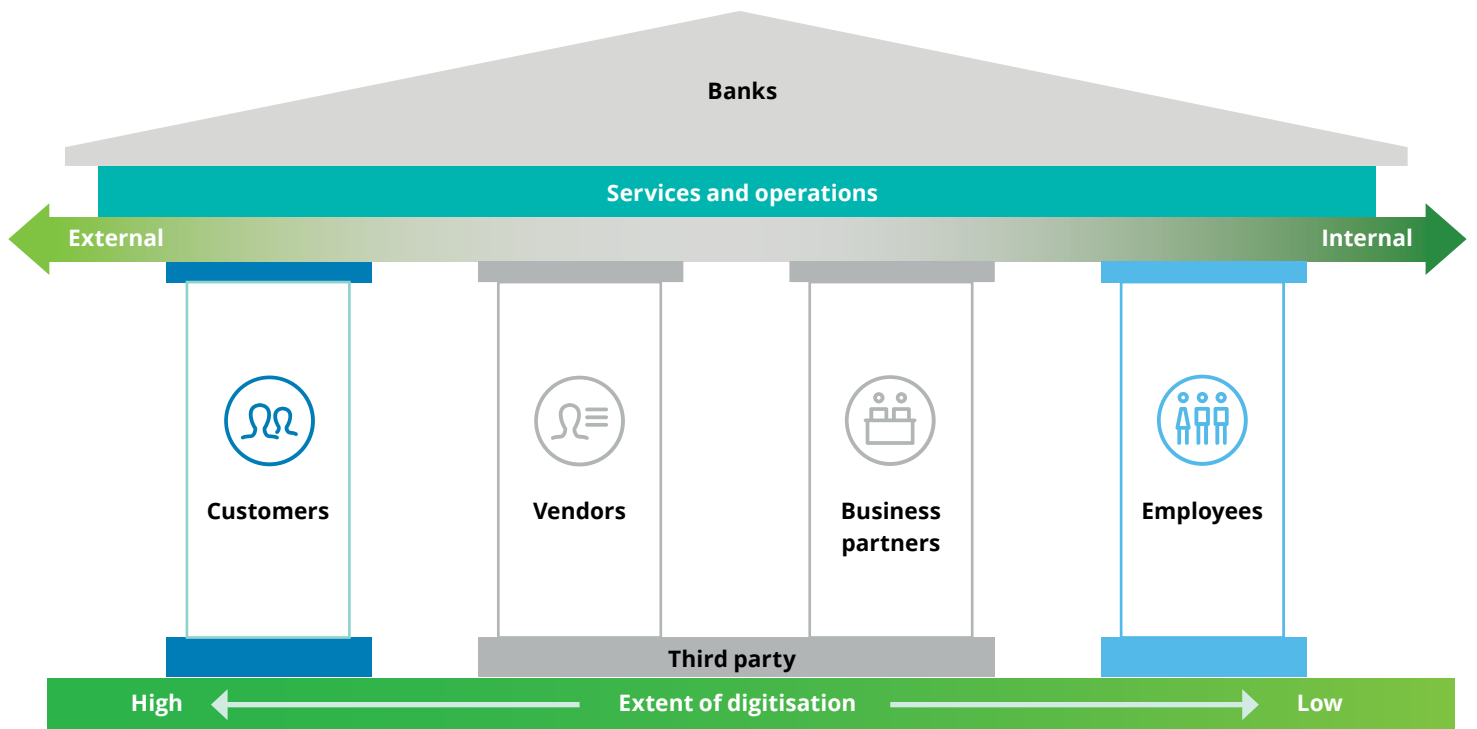 Banks
Services and operations
External
Internal
Customers
Vendors
Business
partners
Employees
Third party
High
Extent of digitisation
Low